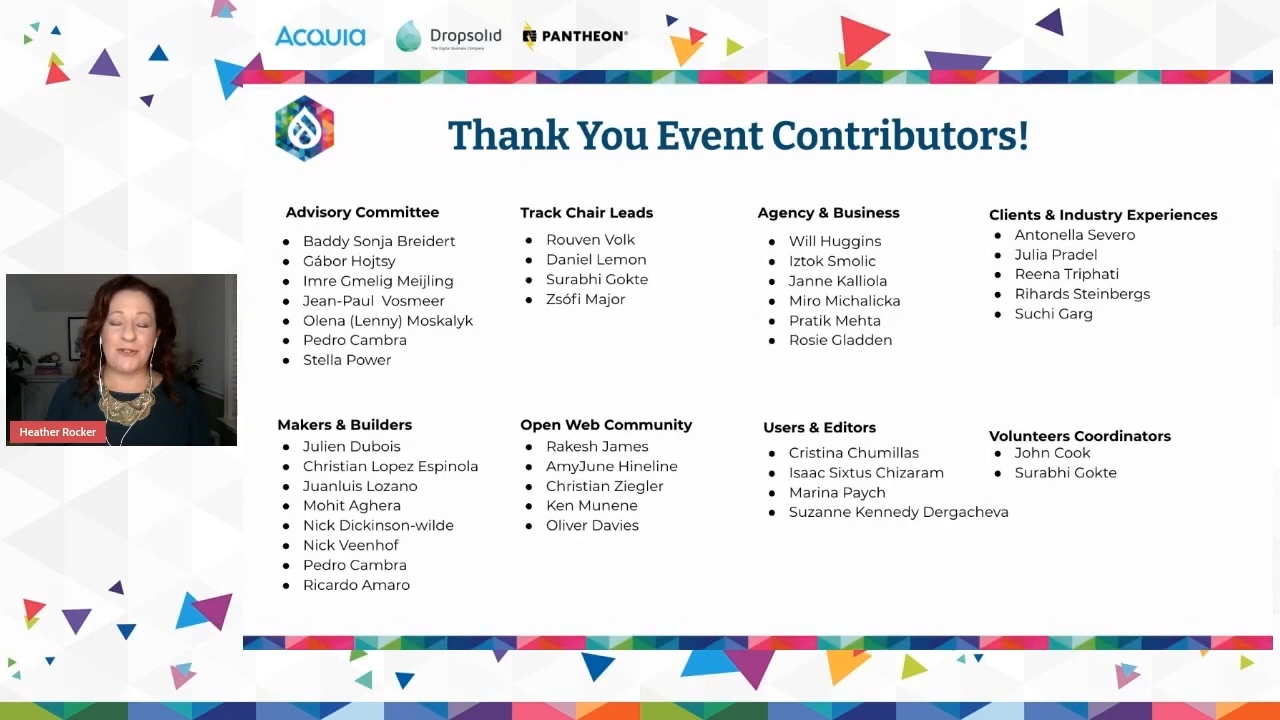 Acquia
Dropsolid
The Digital Business Company
PANTHEON
Thank You Event Contributors!
Advisory Committee
Baddy Sonja Breidert
Gábor Hojtsy
Imre Gmelig Meijling
Jean-Paul Vosmeer
Olena (Lenny) Moskalyk
Pedro Cambra
Stella Power
Track Chair Leads
Rouven Volk
Daniel Lemon
Surabhi Gokte
Zsófi Major
Agency & Business
Will Huggins
Iztok Smolic
Janne Kalliola
Miro Michalicka
Pratik Mehta
Rosie Gladden
Clients & Industry Experiences
Antonella Severo
Julia Pradel
Reena Triphati
Rihards Steinbergs
Suchi Garg
Heather Rocker
Makers & Builders
Julien Dubois
Christian Lopez Espinola
Juanluis Lozano
Mohit Aghera
Nick Dickinson-wilde
Nick Veenhof
Pedro Cambra
Ricardo Amaro
Open Web Community
Rakesh James
AmyJune Hineline
Christian Ziegler
Ken Munene
Oliver Davies
Users & Editors
Cristina Chumillas
Isaac Sixtus Chizaram
Marina Paych
Suzanne Kennedy Dergacheva
Volunteers Coordinators
John Cook
Surabhi Gokte